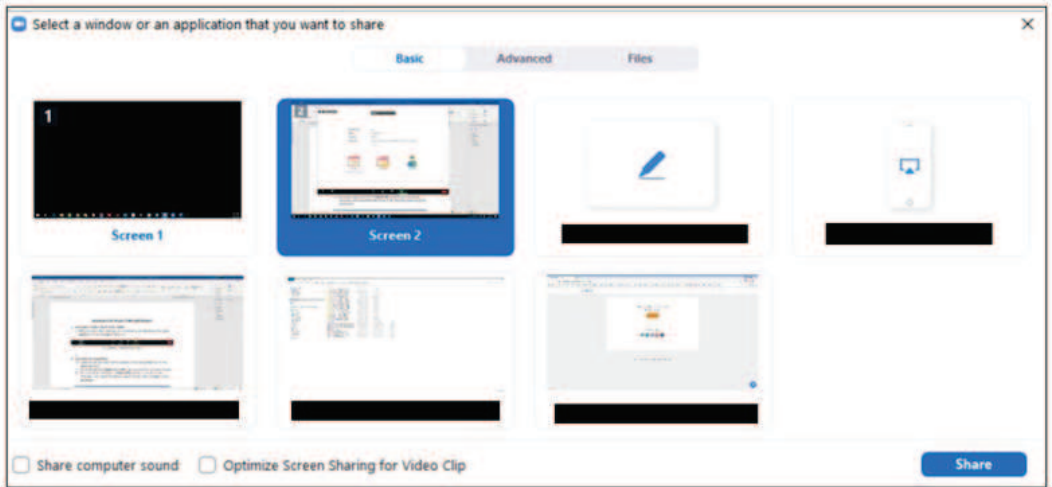 Select a window or an application that you want to share
Basic Advanced Files
1
2
Screen 1 Screen 2
Share computer sound Optimize Screen Sharing for Video Clip Share